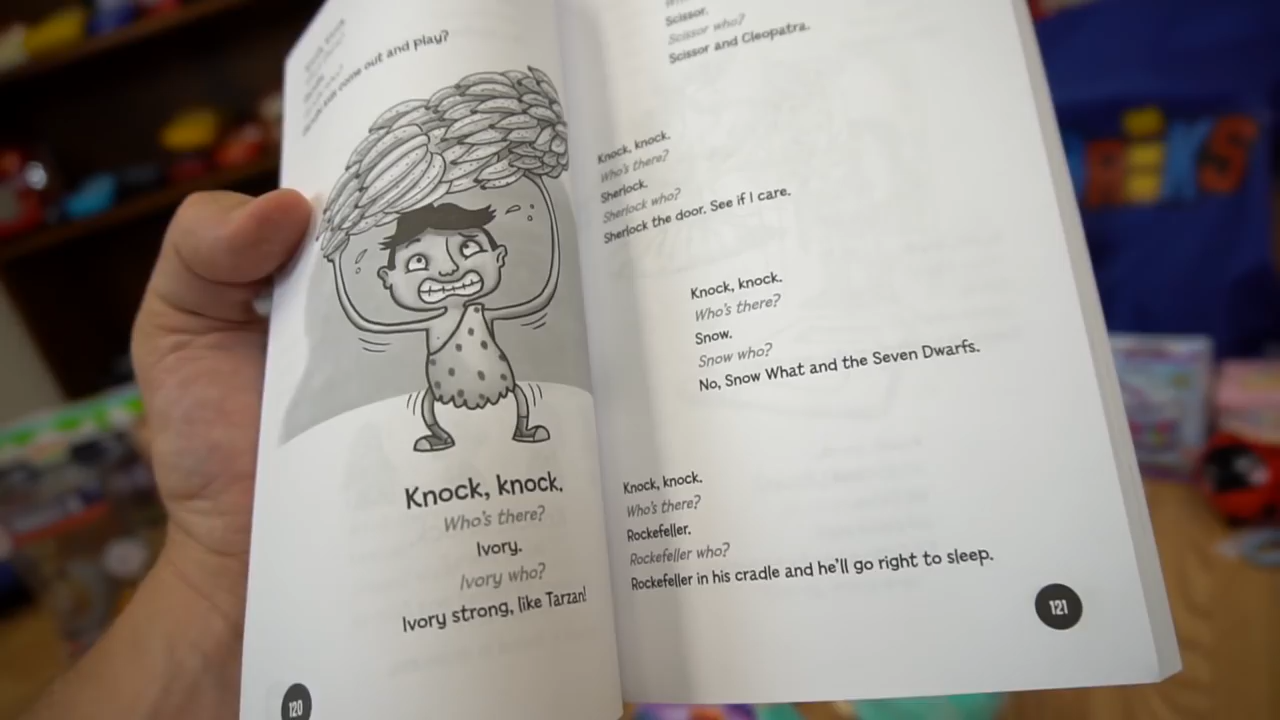 come out and play?
Knock, knock.
Who's there?
Ivory.
Ivory who?
Ivory strong, like Tarzan!
120
Scissor.
Scissor who?
Scissor and Cleopatra.
Knock, knock.
Who's there?
Sherlock.
Sherlock who?
Sherlock the door. See if I care.
Knock, knock.
Who's there?
Snow.
Snow who?
No, Snow What and the Seven Dwarfs.
Knock, knock.
Who's there?
Rockefeller.
Rockefeller who?
Rockefeller in his cradle and he'll go right to sleep.
121